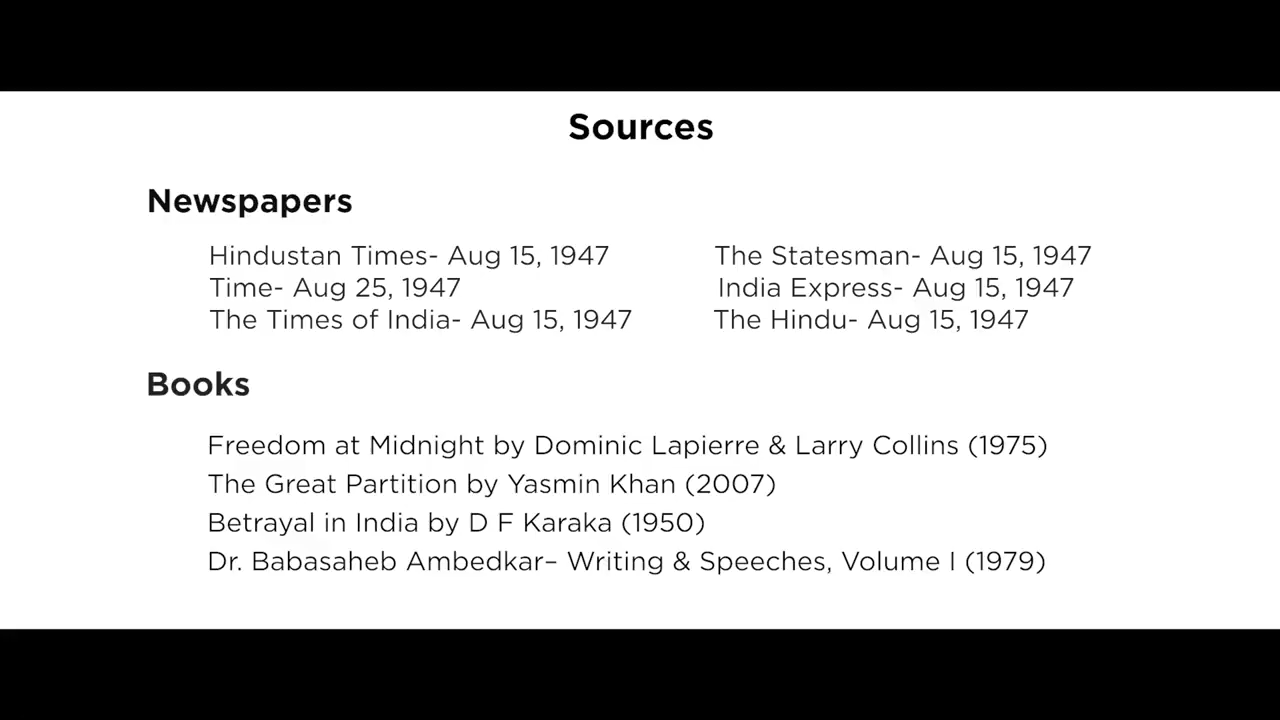 Sources
Newspapers
Hindustan Times- Aug 15, 1947
Time- Aug 25, 1947
The Times of India- Aug 15, 1947
The Statesman- Aug 15, 1947
India Express- Aug 15, 1947
The Hindu- Aug 15, 1947
Books
Freedom at Midnight by Dominic Lapierre & Larry Collins (1975)
The Great Partition by Yasmin Khan (2007)
Betrayal in India by D F Karaka (1950)
Dr. Babasaheb Ambedkar– Writing & Speeches, Volume I (1979)